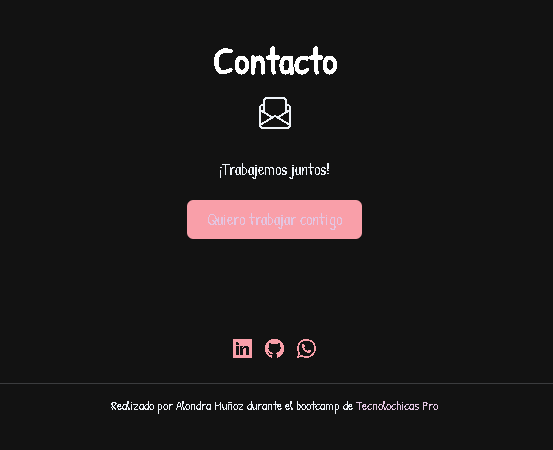 Contacto
¡Trabajemos juntos!
Quiero trabajar contigo
Realizado por Alondra Muñoz durante el bootcamp de Tecnolochicas Pro